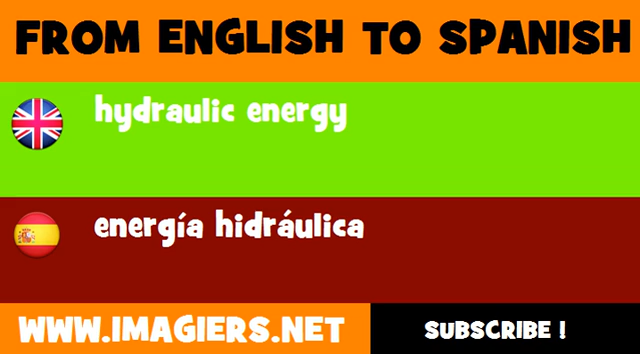 FROM ENGLISH TO SPANISH
hydraulic energy
energía hidráulica
WWW.IMAGIERS.NET
SUBSCRIBE !